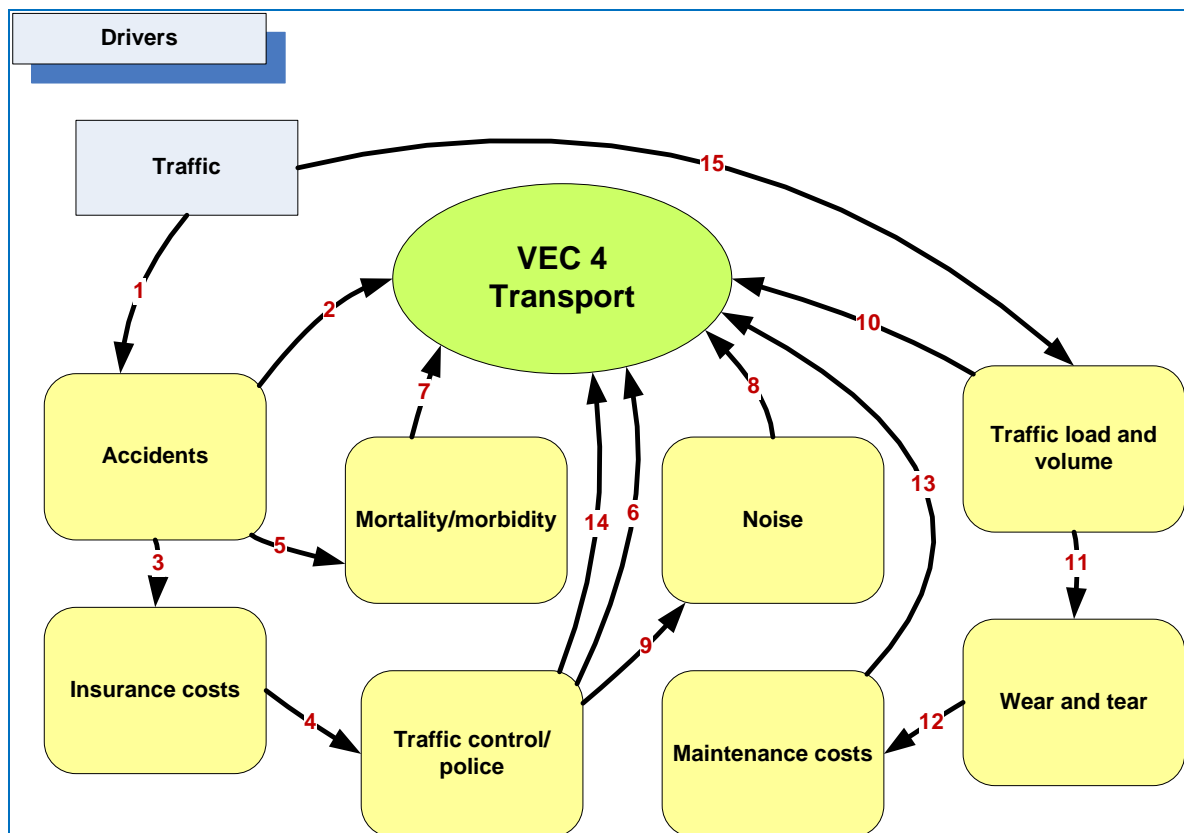 Drivers
Traffic
15
VEC 4
Transport
1
2
10
7
8
Accidents
Traffic load and
volume
13
Mortality/morbidity
14
6
Noise
5
3
11
9
Insurance costs
4
Traffic control/
police
Maintenance costs
12
Wear and tear